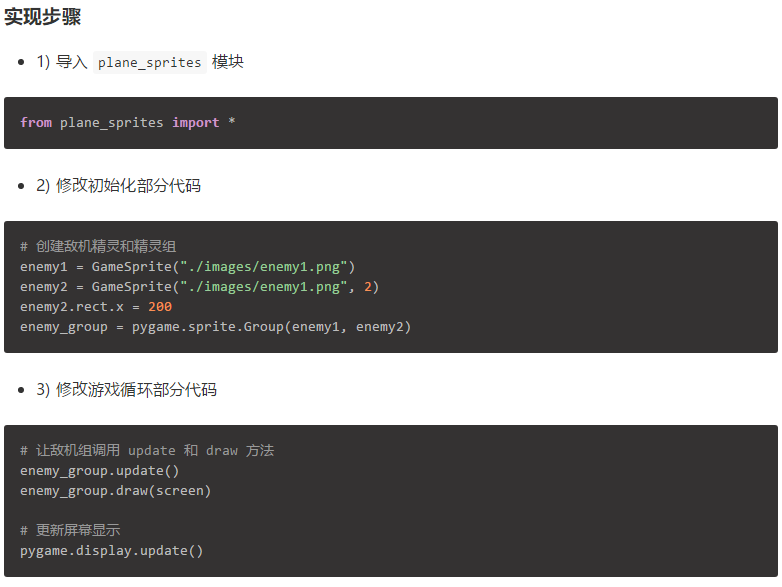 实现步骤
1) 导入 plane_sprites 模块
from plane_sprites import *
2) 修改初始化部分代码
# 创建敌机精灵和精灵组
enemy1 = GameSprite("./images/enemy1.png")
enemy2 = GameSprite("./images/enemy1.png", 2)
enemy2.rect.x = 200
enemy_group = pygame.sprite.Group(enemy1, enemy2)
3) 修改游戏循环部分代码
# 让敌机组调用 update 和 draw 方法
enemy_group.update()
enemy_group.draw(screen)
# 更新屏幕显示
pygame.display.update()